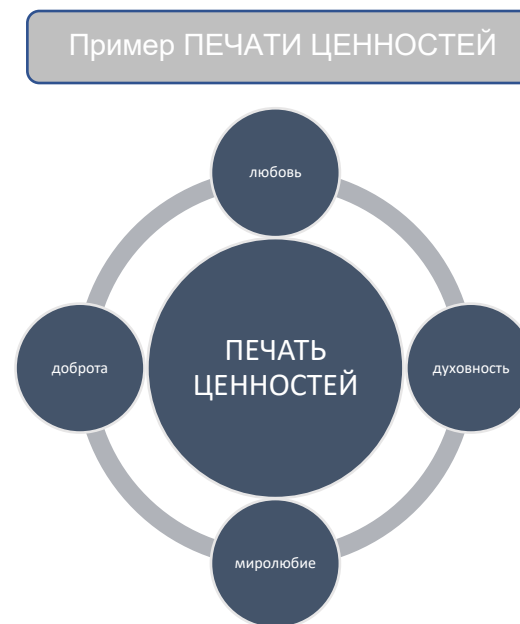 Пример ПЕЧАТИ ЦЕННОСТЕЙ
любовь
доброта
ПЕЧАТЬ
ЦЕННОСТЕЙ
духовность
миролюбие